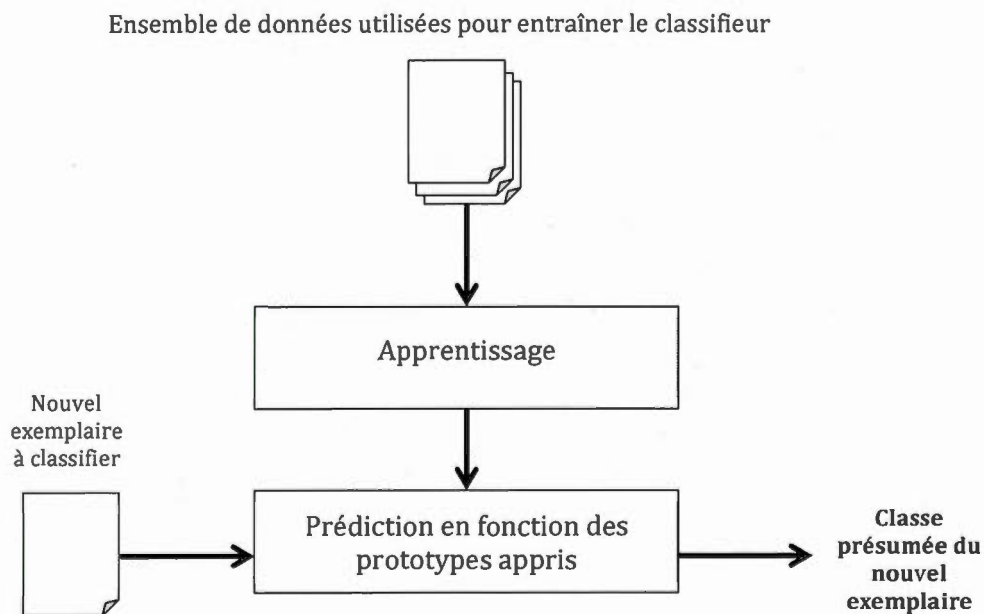 Ensemble de données utilisées pour entraîner le classifieur
Apprentissage
Nouvel
exemplaire
à classifier
Prédiction en fonction des
prototypes appris
Classe
présumée du
nouvel
exemplaire